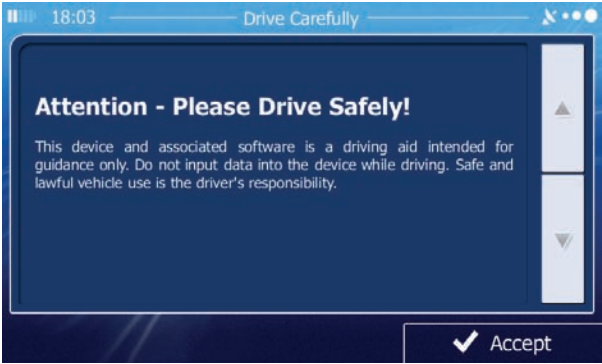 18:03
Drive Carefully
Attention - Please Drive Safely!
This device and associated software is a driving aid intended for
guidance only. Do not input data into the device while driving. Safe and
lawful vehicle use is the driver's responsibility.
Accept